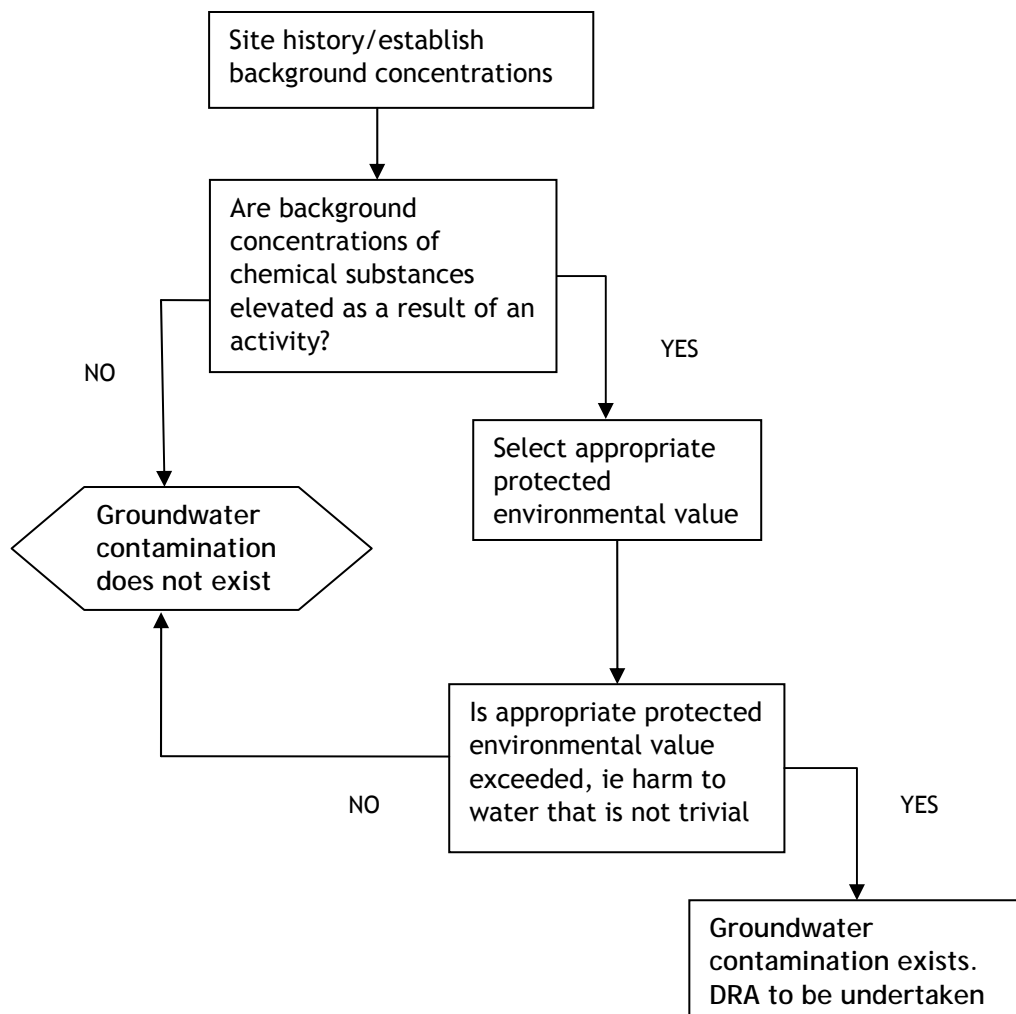 Site history/establish
background concentrations
Are background
concentrations of
chemical substances
elevated as a result of an
activity?
NO
YES
Select appropriate
protected
environmental value
Groundwater
contamination
does not exist
Is appropriate protected
environmental value
exceeded, ie harm to
water that is not trivial
NO
YES
Groundwater
contamination exists.
DRA to be undertaken